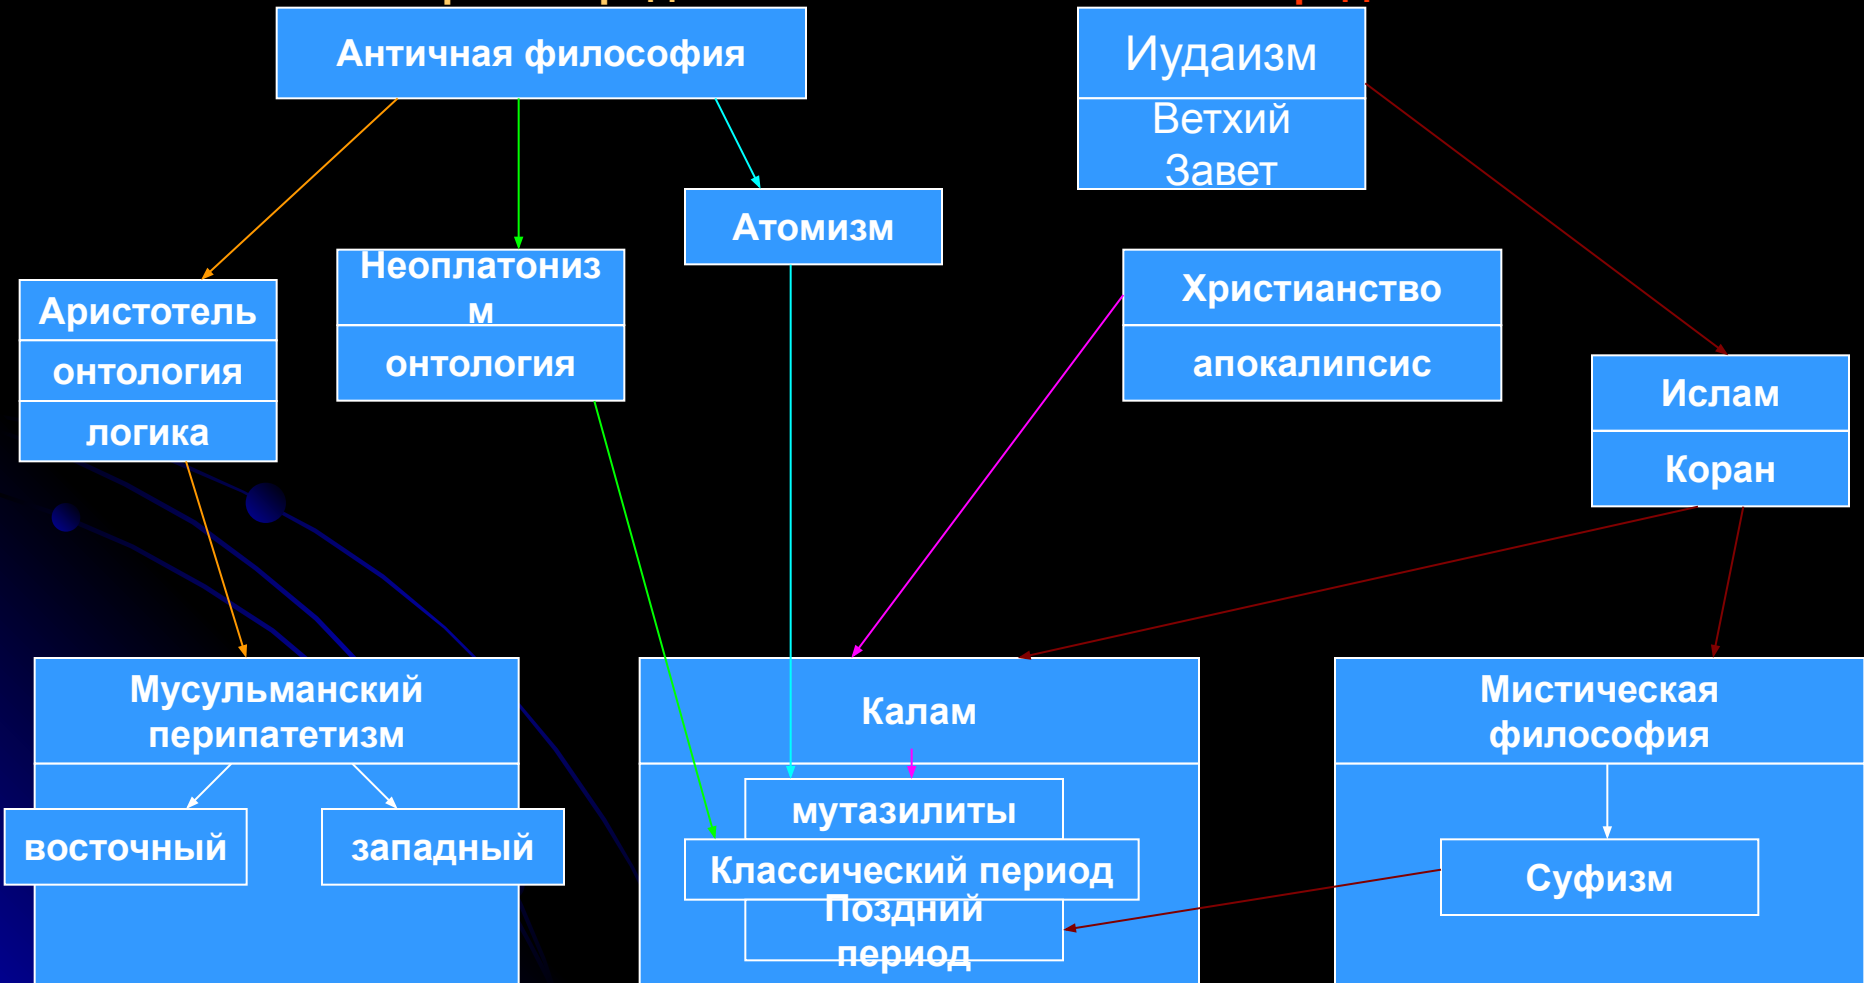 Античная философия
Иудаизм
Ветхий
Завет
Атомизм
Неоплатониз
м
онтология
Христианство
апокалипсис
Аристотель
онтология
логика
Ислам
Коран
Мусульманский
перипатетизм
восточный
западный
Калам
мутазилиты
Классический период
Поздний
период
Мистическая
философия
Суфизм